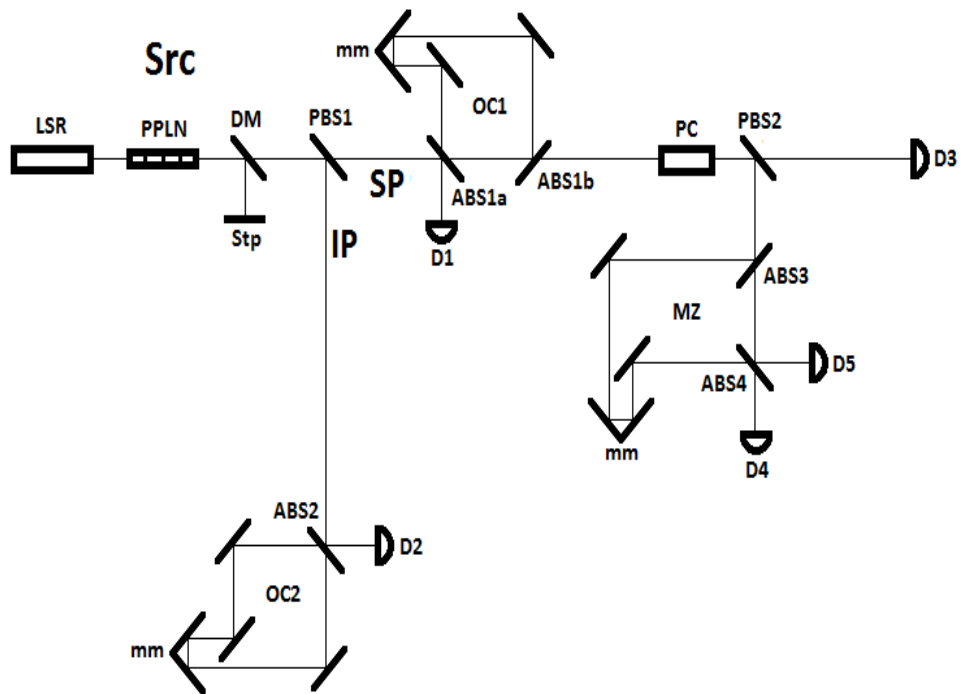 Src
LSR
PPLN
DM
PBS1
mm
OC1
PC
PBS2
SP
ABS1a
ABS1b
D3
Stp
IP
D1
ABS3
MZ
ABS4
D5
mm
D4
ABS2
D2
OC2
mm